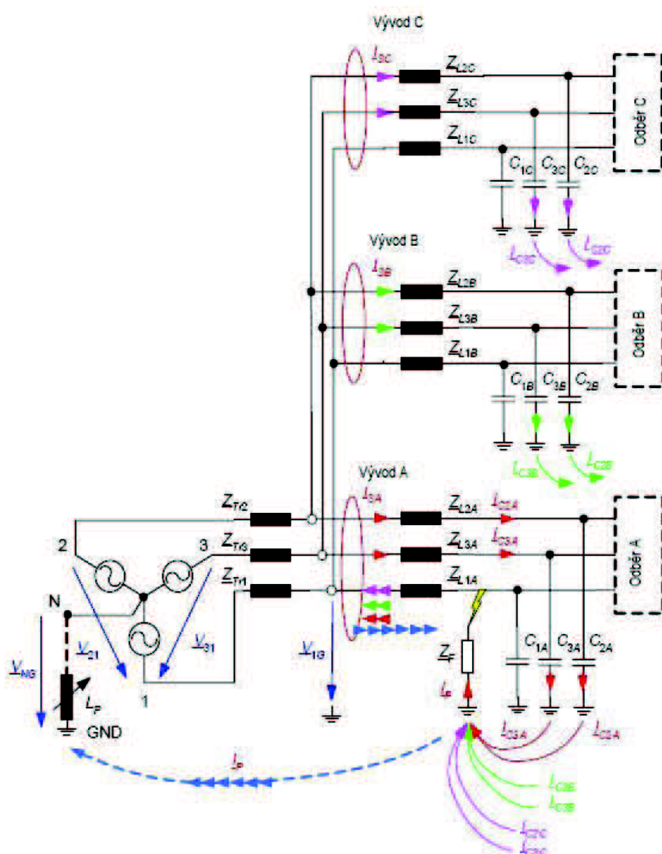 Vývod C
I3C
ZL2C
ZL3C
ZL1C
C1C C3C C2C
IC3C IC2C
Odběr C
Vývod B
I3B
ZL2B
ZL3B
ZL1B
C1B C3B C2B
IC3B IC2B
Odběr B
Vývod A
I3A
ZL2A IC2A
ZL3A IC3A
ZL1A
Odběr A
ZTr2
ZTr3
ZTr1
2 3
N
V21 V31
VNG
1
V1G
LP
GND
ZF
C1A C3A C2A
IC3A IC2A
IP
IC2B
IC3B
IC2C
IC3C